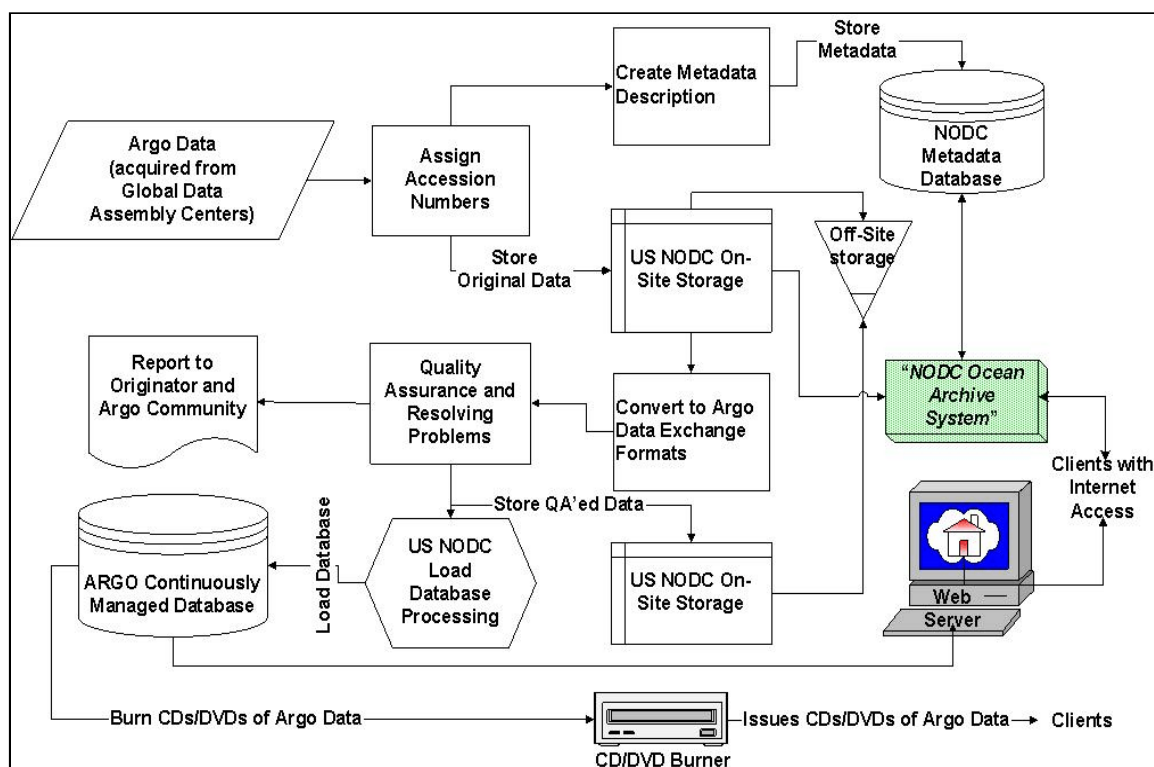 Store
Metadata
Create Metadata
Description
NODC
Metadata
Database
Argo Data
(acquired from
Global Data
Assembly Centers)
Assign
Accession
Numbers
Store
Original Data
US NODC On-
Site Storage
Off-Site
storage
Report to
Originator and
Argo Community
Quality
Assurance and
Resolving
Problems
Convert to Argo
Data Exchange
Formats
“NODC Ocean
Archive
System”
Clients with
Internet
Access
Store QA'ed Data
ARGO Continuously
Managed Database
Load Database
US NODC
Load
Database
Processing
US NODC On-
Site Storage
Web
Server
Burn CDs/DVDs of Argo Data
Issues CDs/DVDs of Argo Data
Clients
CD/DVD Burner